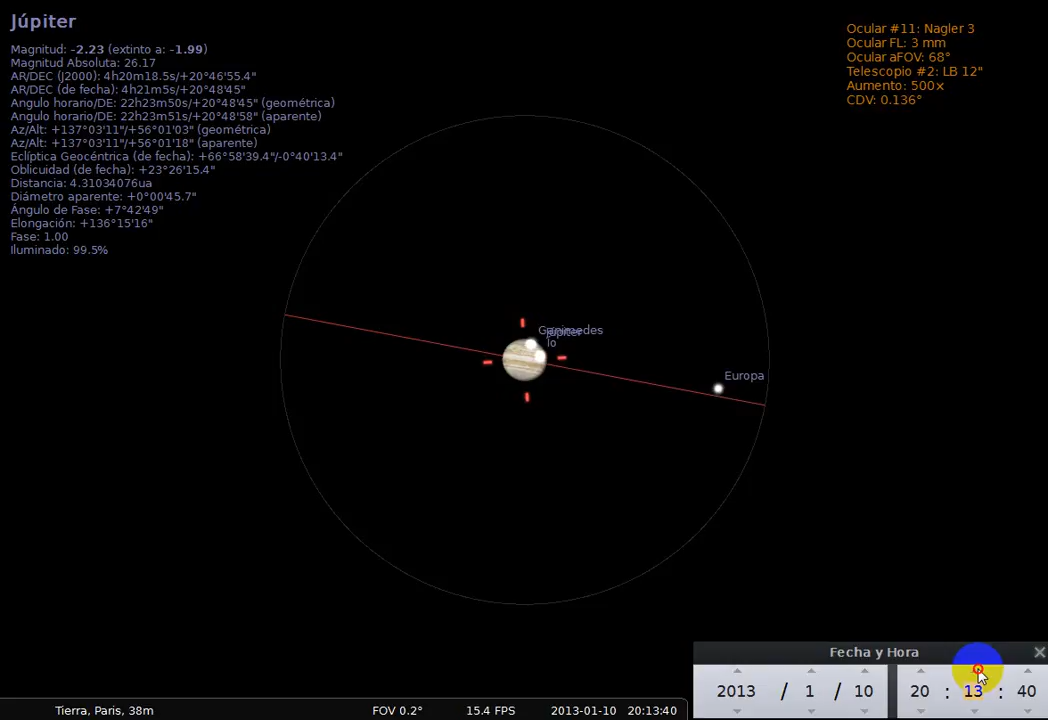 Júpiter
Magnitud: -2.23 (extinto a: -1.99)
Magnitud Absoluta: 26.17
AR/DEC (J2000): 4h20m18.5s/+20°46'55.4"
AR/DEC (de fecha): 4h21m5s/+20°48'45"
Angulo horario/DE: 22h23m50s/+20°48'45" (geométrica)
Angulo horario/DE: 22h23m51s/+20°48'58" (aparente)
Az/Alt: +137°03'11"/+56°01'03" (geométrica)
Az/Alt: +137°03'11"/+56°01'18" (aparente)
Eclíptica Geocéntrica (de fecha): +66°58'39.4"/-0°40'13.4"
Oblicuidad (de fecha): +23°26'15.4"
Distancia: 4.31034076ua
Diámetro aparente: +0°00'45.7"
Ángulo de Fase: +7°42'49"
Elongación: +136°15'16"
Fase: 1.00
Iluminado: 99.5%
Ocular #11: Nagler 3
Ocular FL: 3 mm
Ocular aFOV: 68°
Telescopio #2: LB 12"
Aumento: 500×
CDV: 0.136°
Ganimedes
Júpiter
Io
Europa
Fecha y Hora
2013 / 1 / 10 20 : 13 : 40
Tierra, Paris, 38m FOV 0.2° 15.4 FPS 2013-01-10 20:13:40